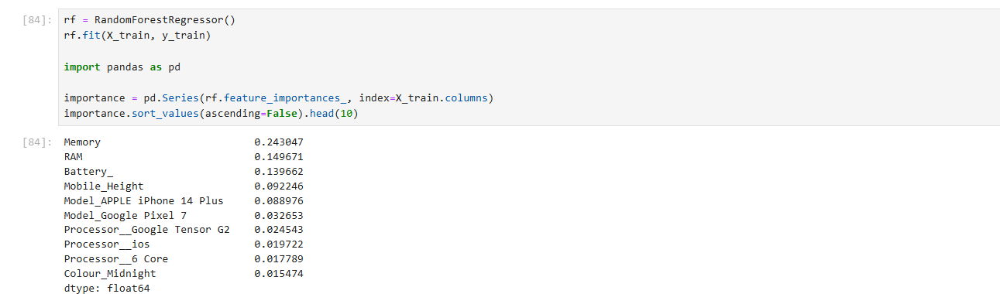 [84]: rf = RandomForestRegressor()
rf.fit(X_train, y_train)
import pandas as pd
importance = pd.Series(rf.feature_importances_, index=X_train.columns)
importance.sort_values(ascending=False).head(10)
[84]: Memory 0.243047
RAM 0.149671
Battery_ 0.139662
Mobile_Height 0.092246
Model_APPLE iPhone 14 Plus 0.088976
Model_Google Pixel 7 0.032653
Processor__Google Tensor G2 0.024543
Processor__ios 0.019722
Processor__6 Core 0.017789
Colour_Midnight 0.015474
dtype: float64